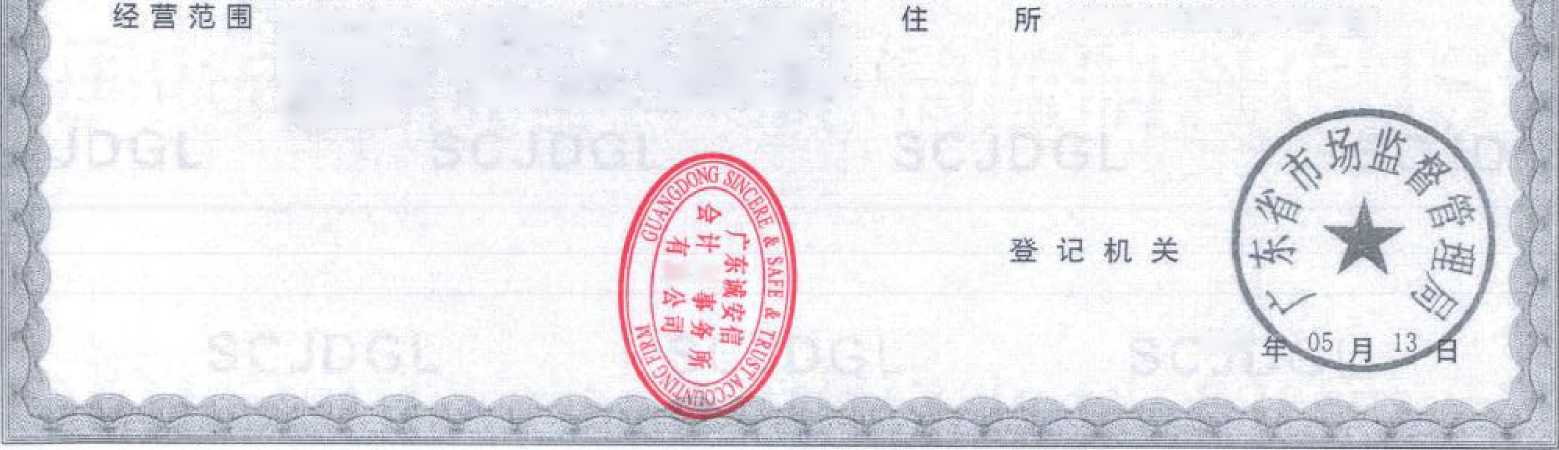 经营范围
住 所
SCJDGL
SCJDGL
SCJDGL
GUANGDONG SINCERE & SAFE & TRUST ACCOUNTING FIRM
广东诚安信
会计 事务所
有 公司
广东省市场监督管理局
登记机关
年 05 月 13 日
SCJDGL